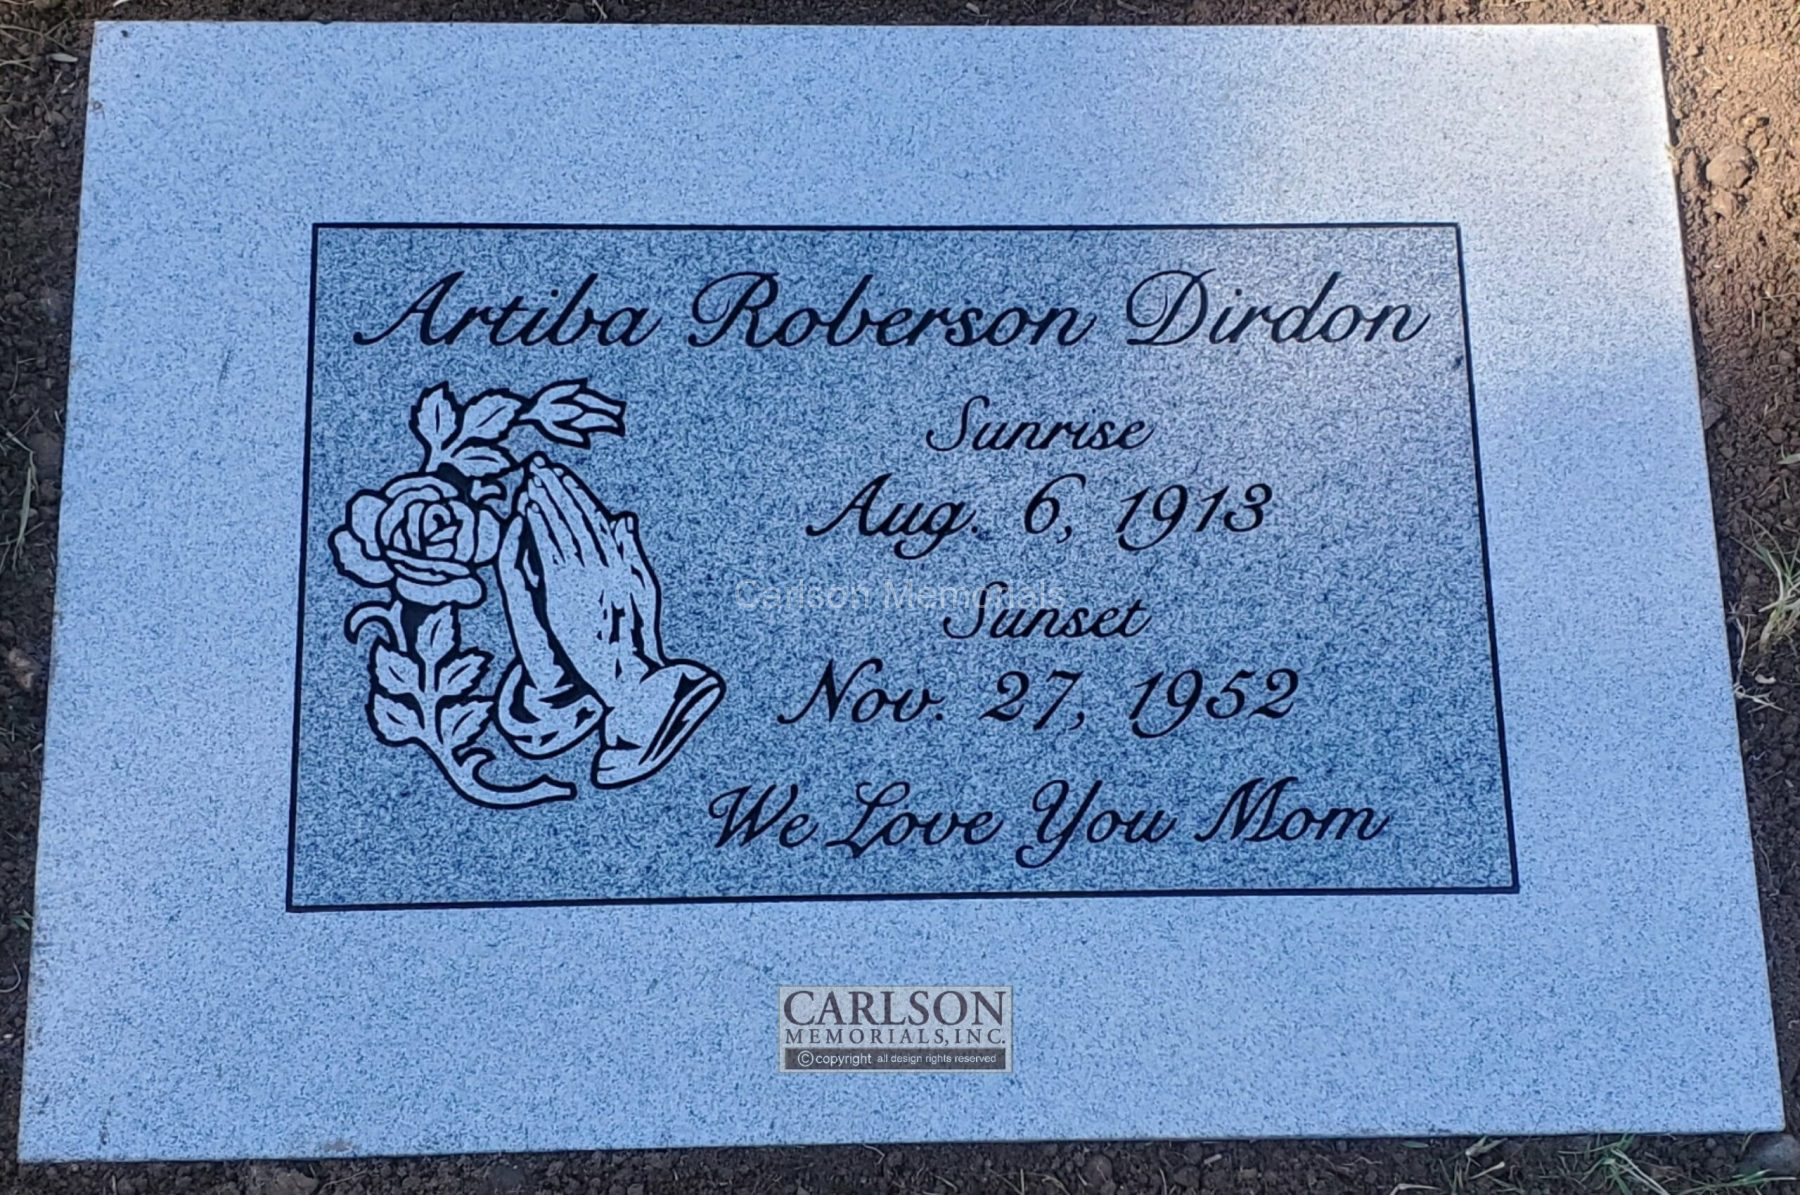 Artiba Roberson Dirdon
Sunrise
Aug. 6, 1913
Carlson Memorials
Sunset
Nov. 27, 1952
We Love You Mom
CARLSON
MEMORIALS, INC.
©copyright all design rights reserved